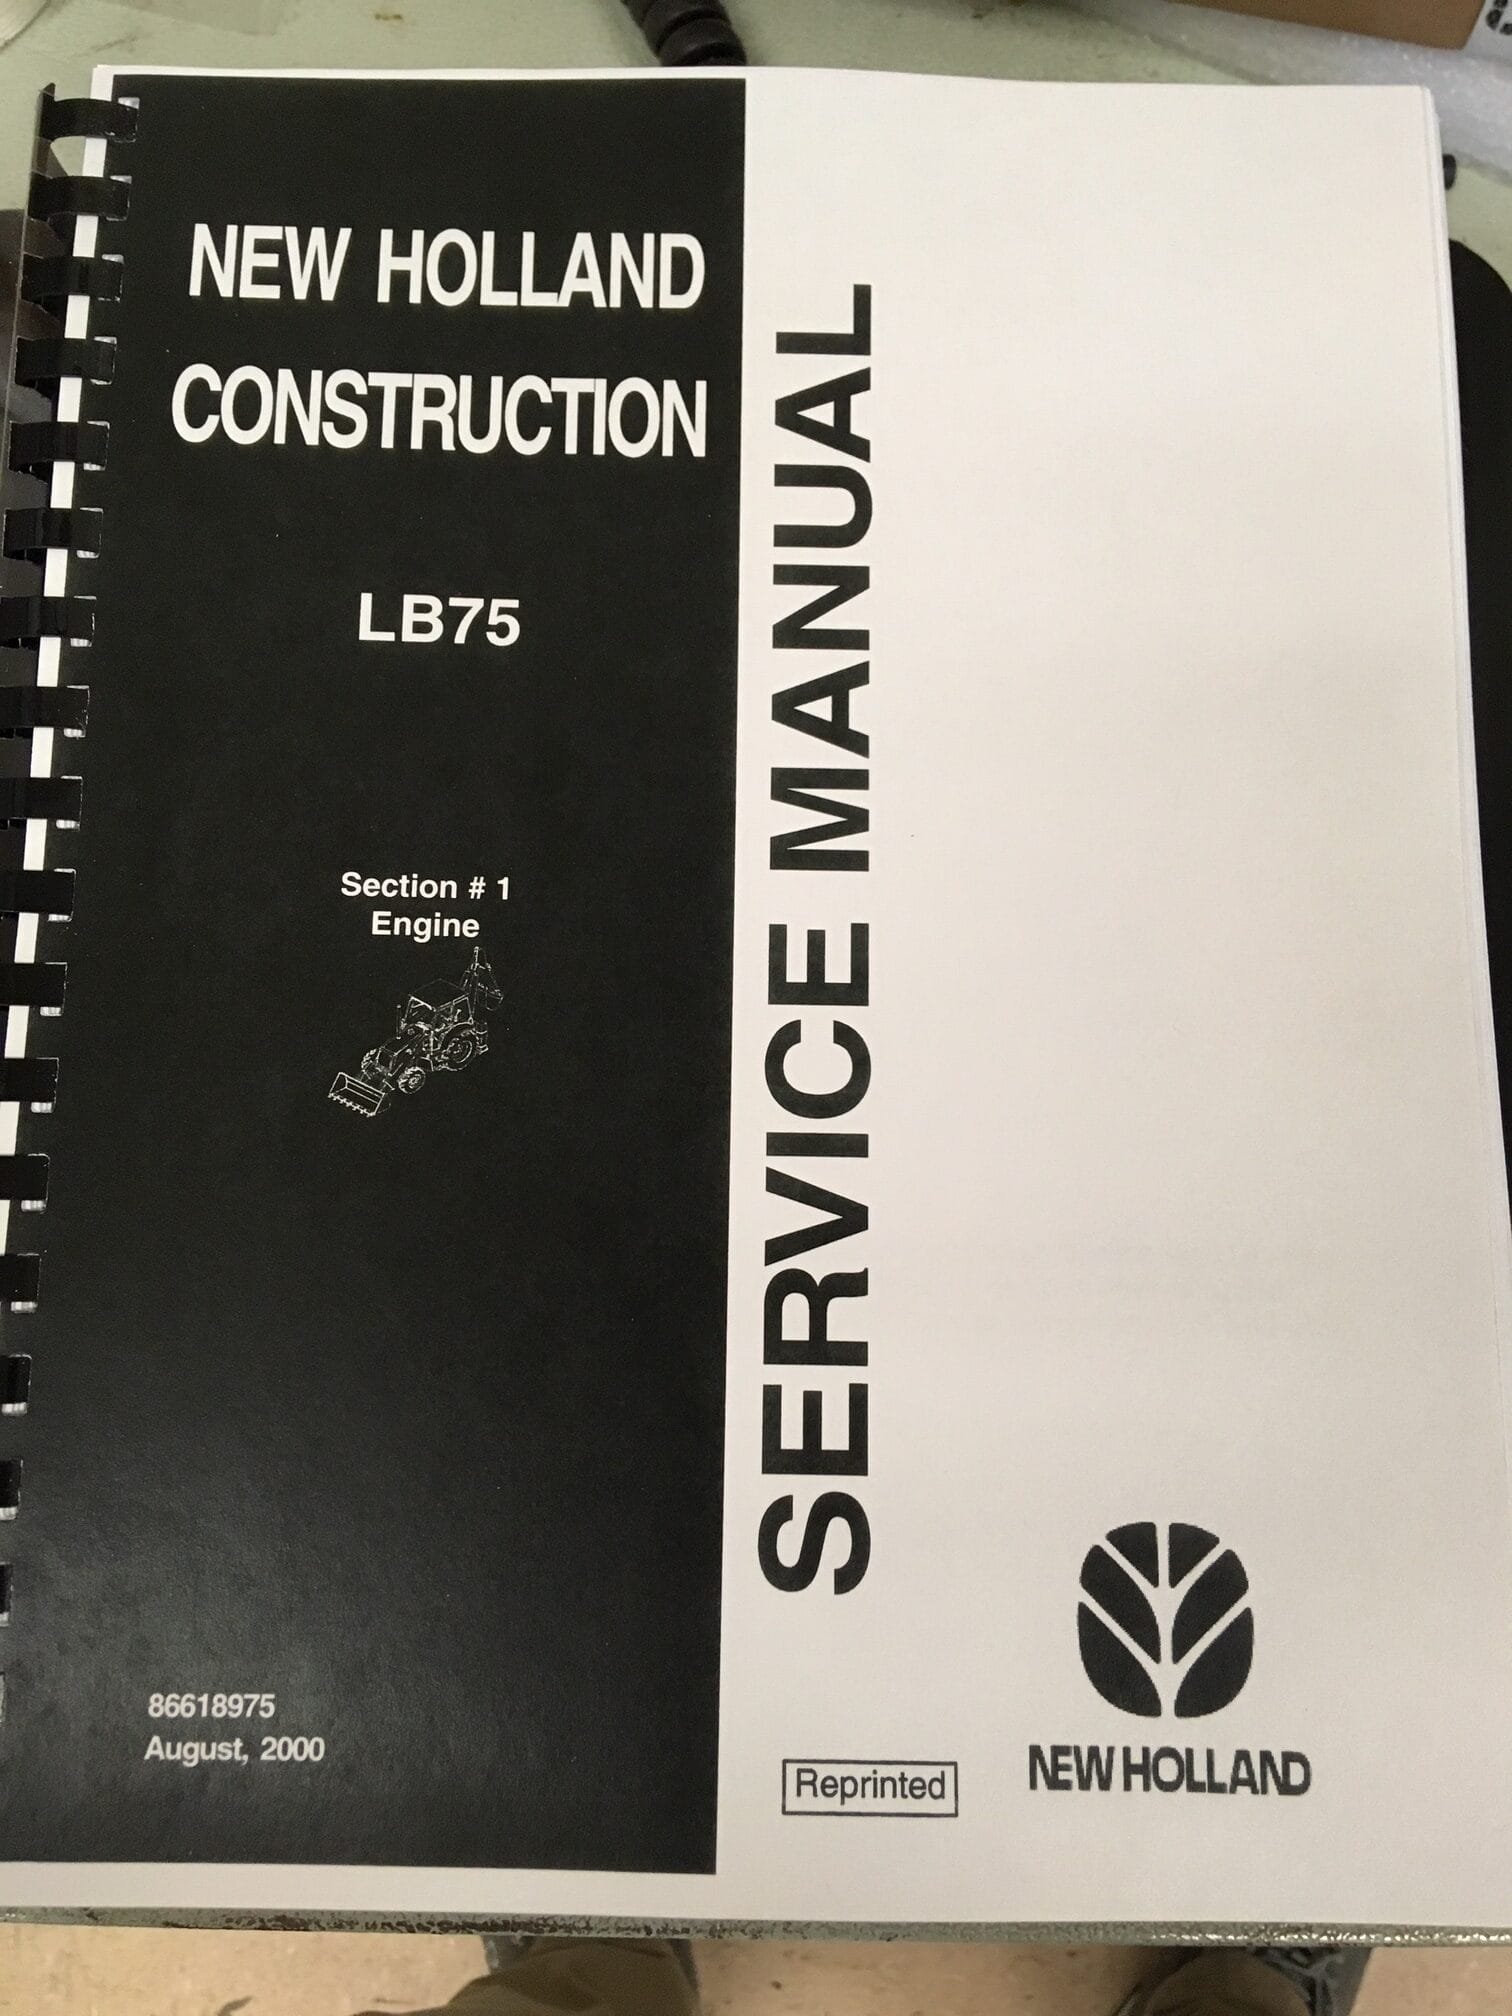 NEW HOLLAND
CONSTRUCTION
LB75
Section # 1
Engine
86618975
August, 2000
SERVICE MANUAL
Reprinted
NEW HOLLAND